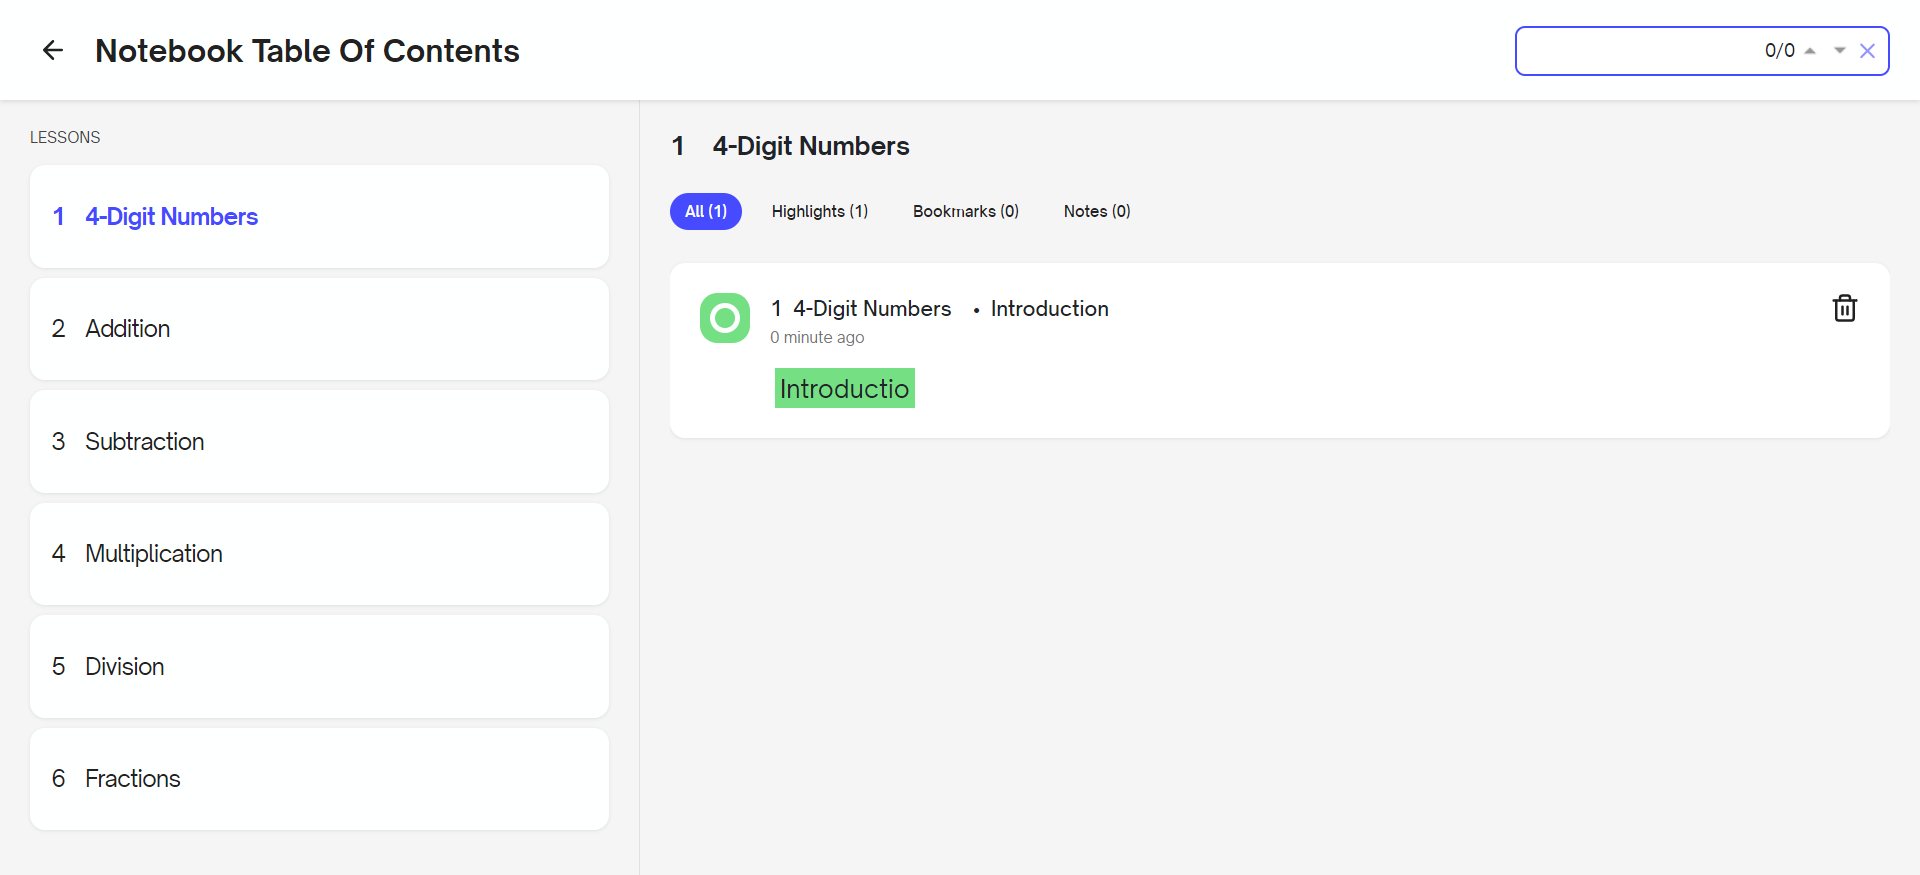 Notebook Table Of Contents
0/0
LESSONS
1 4-Digit Numbers
2 Addition
3 Subtraction
4 Multiplication
5 Division
6 Fractions
1 4-Digit Numbers
All (1) Highlights (1) Bookmarks (0) Notes (0)
1 4-Digit Numbers • Introduction
0 minute ago
Introductio